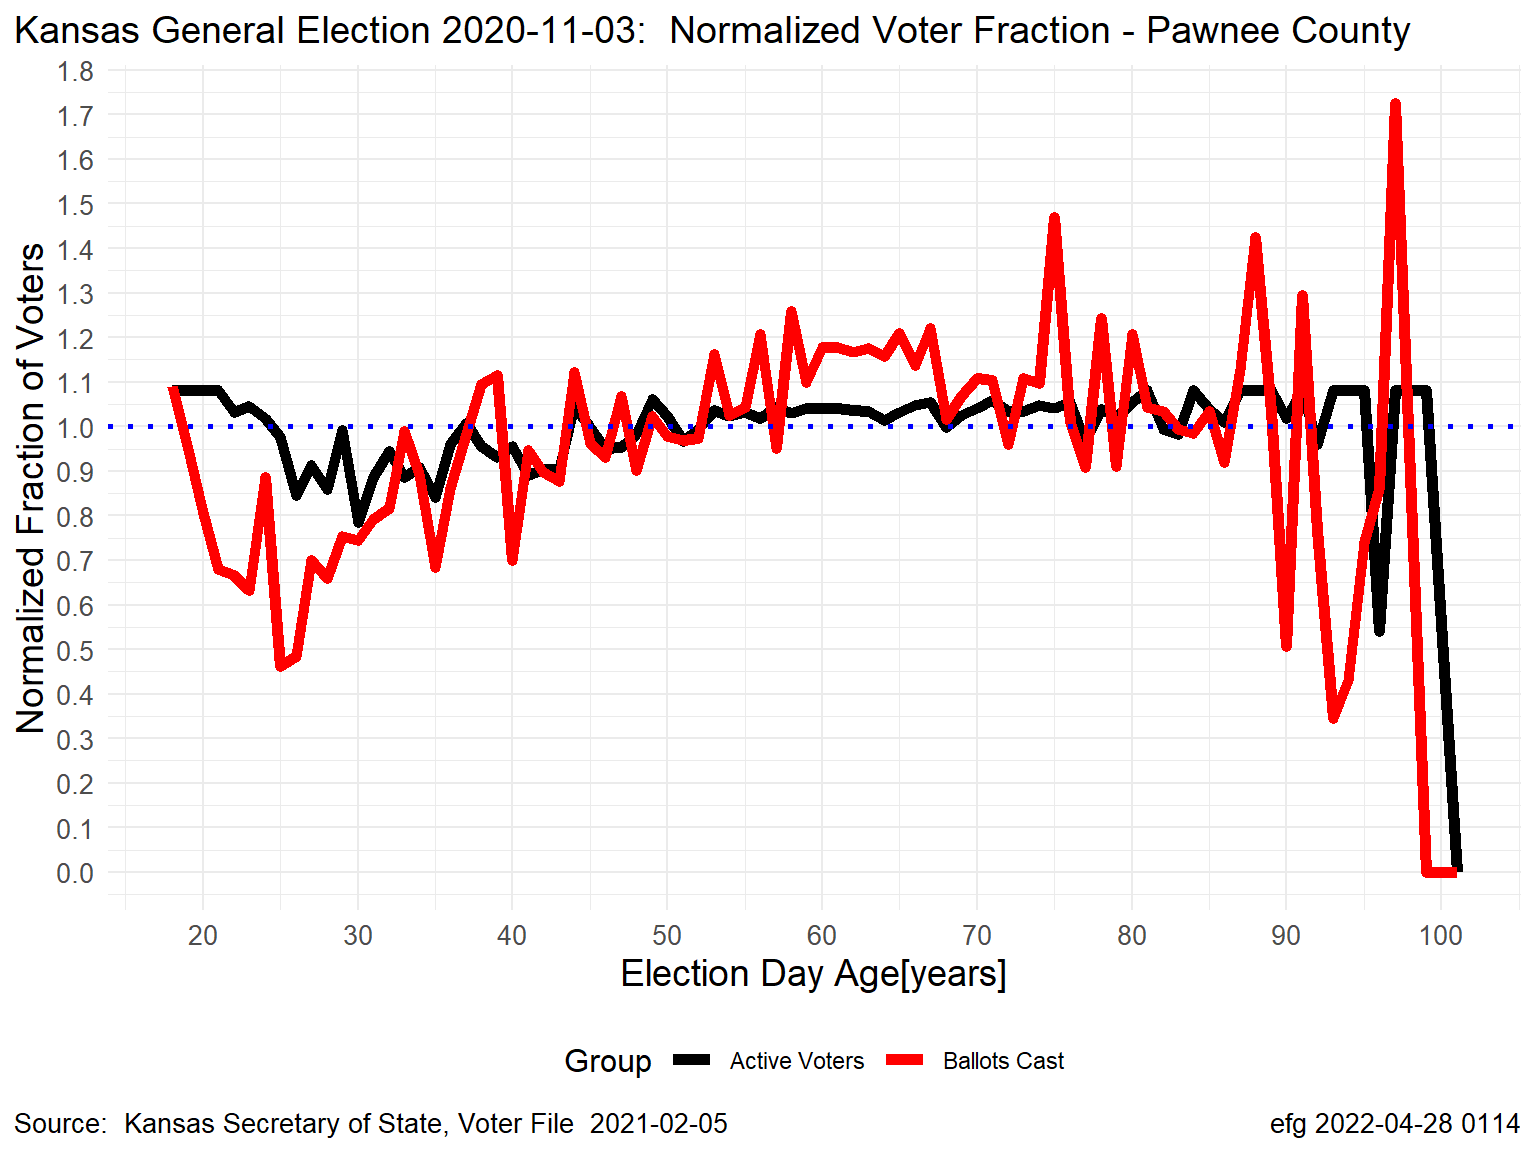 Kansas General Election 2020-11-03:  Normalized Voter Fraction - Pawnee County
Normalized Fraction of Voters
1.8
1.7
1.6
1.5
1.4
1.3
1.2
1.1
1.0
0.9
0.8
0.7
0.6
0.5
0.4
0.3
0.2
0.1
0.0
20 30 40 50 60 70 80 90 100
Election Day Age[years]
Group Active Voters Ballots Cast
Source:  Kansas Secretary of State, Voter File  2021-02-05
efg 2022-04-28 0114